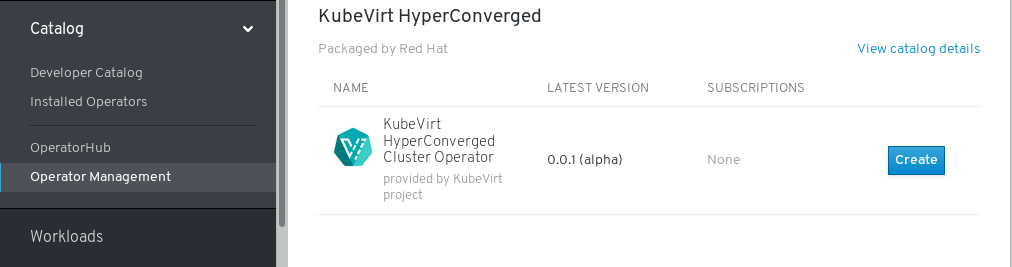 Catalog
Developer Catalog
Installed Operators
OperatorHub
Operator Management
Workloads
KubeVirt HyperConverged
Packaged by Red Hat
View catalog details
NAME LATEST VERSION SUBSCRIPTIONS
KubeVirt
HyperConverged
Cluster Operator
provided by KubeVirt
project
0.0.1 (alpha)
None
Create